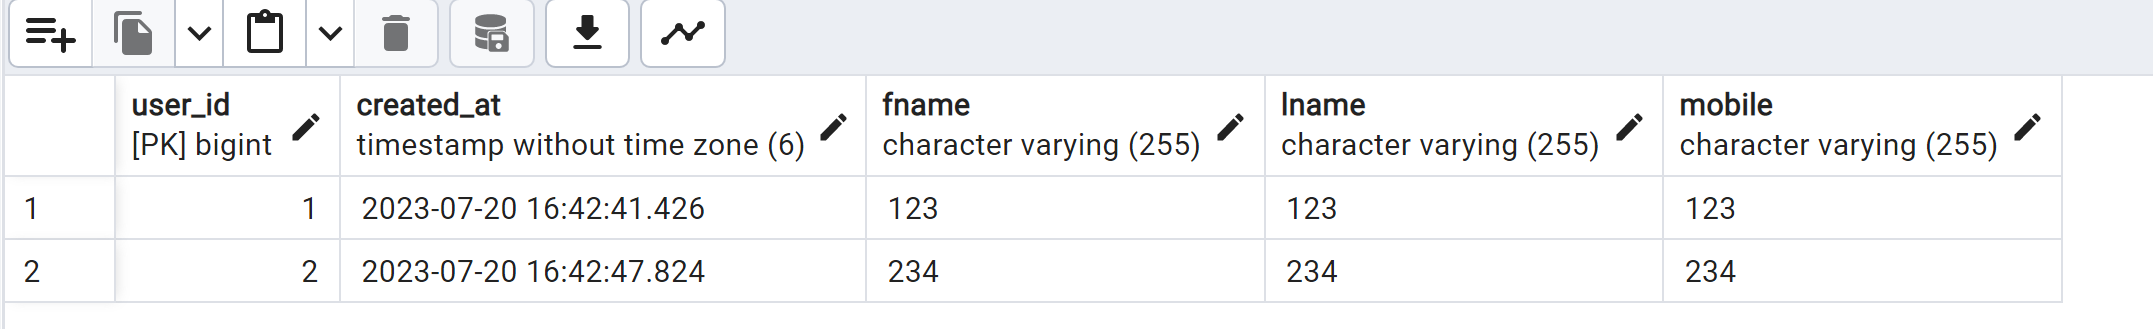 user_id created_at fname lname mobile
[PK] bigint timestamp without time zone (6) character varying (255) character varying (255) character varying (255)
1 1 2023-07-20 16:42:41.426 123 123 123
2 2 2023-07-20 16:42:47.824 234 234 234